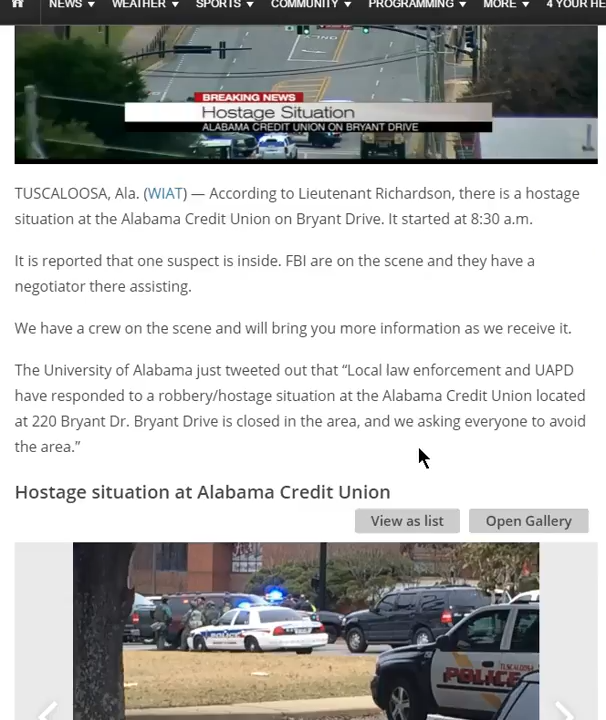 NEWS ▼ WEATHER ▼ SPORTS ▼ COMMUNITY ▼ PROGRAMMING ▼ MORE ▼ 4 YOUR HE
BREAKING NEWS
Hostage Situation
ALABAMA CREDIT UNION ON BRYANT DRIVE
TUSCALOOSA, Ala. (WIAT) — According to Lieutenant Richardson, there is a hostage
situation at the Alabama Credit Union on Bryant Drive. It started at 8:30 a.m.
It is reported that one suspect is inside. FBI are on the scene and they have a
negotiator there assisting.
We have a crew on the scene and will bring you more information as we receive it.
The University of Alabama just tweeted out that “Local law enforcement and UAPD
have responded to a robbery/hostage situation at the Alabama Credit Union located
at 220 Bryant Dr. Bryant Drive is closed in the area, and we asking everyone to avoid
the area.”
Hostage situation at Alabama Credit Union
View as list Open Gallery
TUSCALOOSA
POLICE